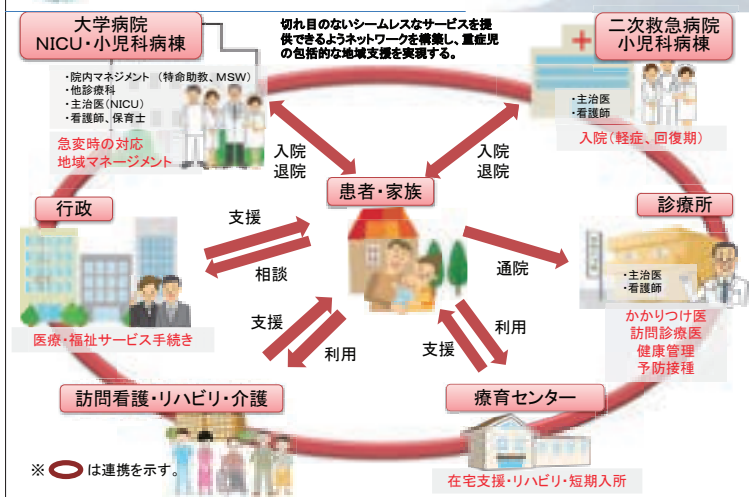 大学病院
NICU・小児科病棟
切れ目のないシームレスなサービスを提
供できるようネットワークを構築し、重症児
の包括的な地域支援を実現する。
二次救急病院
小児科病棟
・院内マネジメント（特命助教、MSW）
・他診療科
・主治医（NICU）
・看護師、保育士
急変時の対応
地域マネージメント
・主治医
・看護師
入院（軽症、回復期）
入院
退院
入院
退院
患者・家族
行政
支援
相談
医療・福祉サービス手続き
診療所
通院
・主治医
・看護師
かかりつけ医
訪問診療医
健康管理
予防接種
支援
利用
利用
支援
訪問看護・リハビリ・介護
療育センター
在宅支援・リハビリ・短期入所
※ は連携を示す。